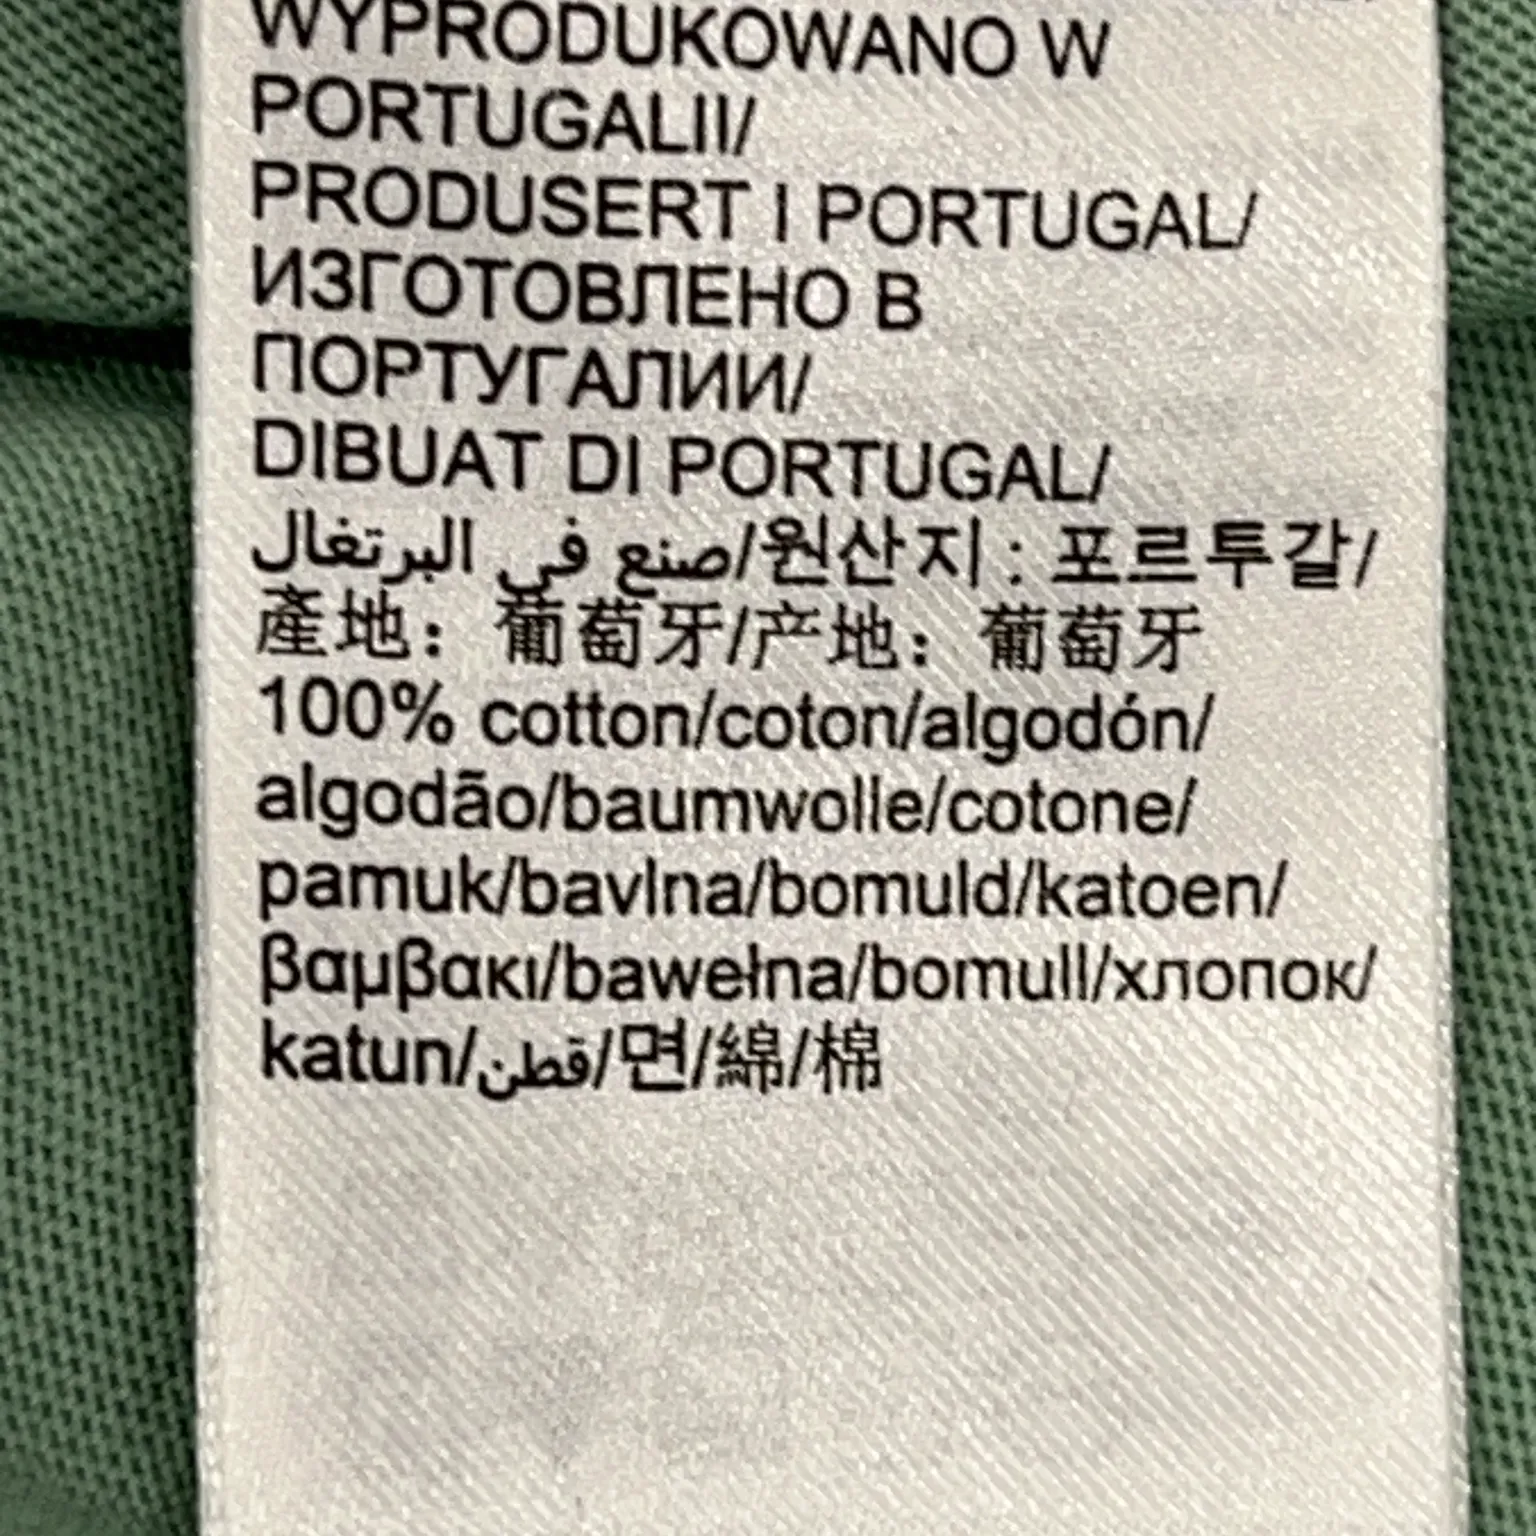 WYPRODUKOWANO W
PORTUGALII/
PRODUSERT I PORTUGAL/
ИЗГОТОВЛЕНО В
ПОРТУГАЛИИ/
DIBUAT DI PORTUGAL/
صنع في البرتغال/원산지 : 포르투갈/
產地： 葡萄牙/产地： 葡萄牙
100% cotton/coton/algodón/
algodão/baumwolle/cotone/
pamuk/bavlna/bomuld/katoen/
βαμβακι/bawełna/bomull/хлопок/
katun/قطن/면/綿/棉